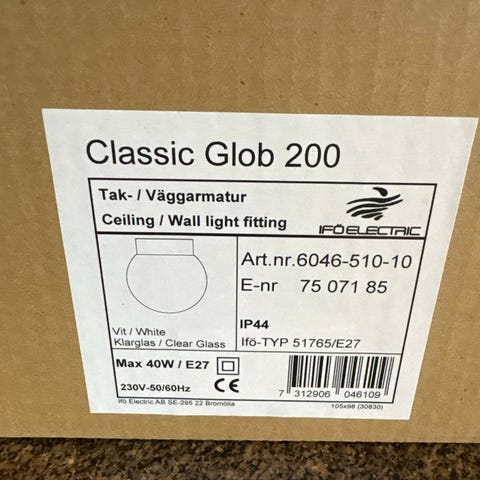 Classic Glob 200
Tak- / Väggarmatur
Ceiling / Wall light fitting
IFÖ ELECTRIC
Art.nr.6046-510-10
E-nr 75 071 85
Vit / White
Klarglas / Clear Glass
IP44
Ifö-TYP 51765/E27
Max 40W / E27
230V-50/60Hz
CE
7 312906 046109
Ifö Electric AB SE-295 22 Bromölla
105x98 (30830)